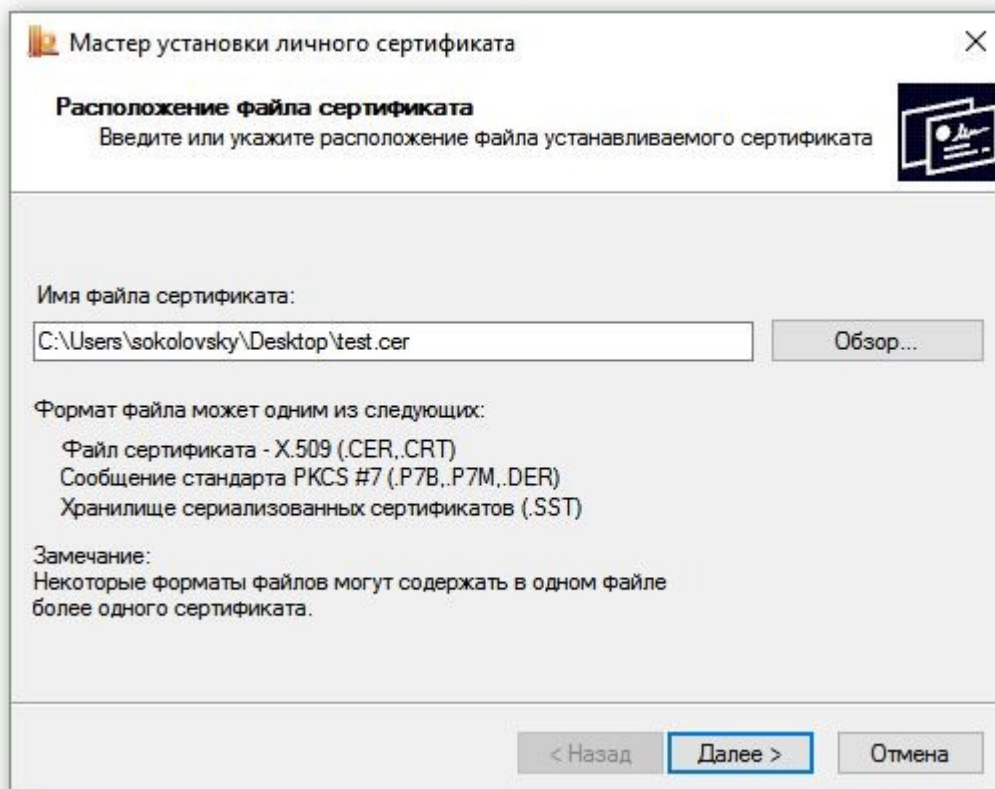 Мастер установки личного сертификата
Расположение файла сертификата
Введите или укажите расположение файла устанавливаемого сертификата
Имя файла сертификата:
C:\Users\sokolovsky\Desktop\test.cer
Обзор...
Формат файла может одним из следующих:
Файл сертификата - X.509 (.CER,.CRT)
Сообщение стандарта PKCS #7 (.P7B,.P7M,.DER)
Хранилище сериализованных сертификатов (.SST)
Замечание:
Некоторые форматы файлов могут содержать в одном файле
более одного сертификата.
< Назад
Далее >
Отмена